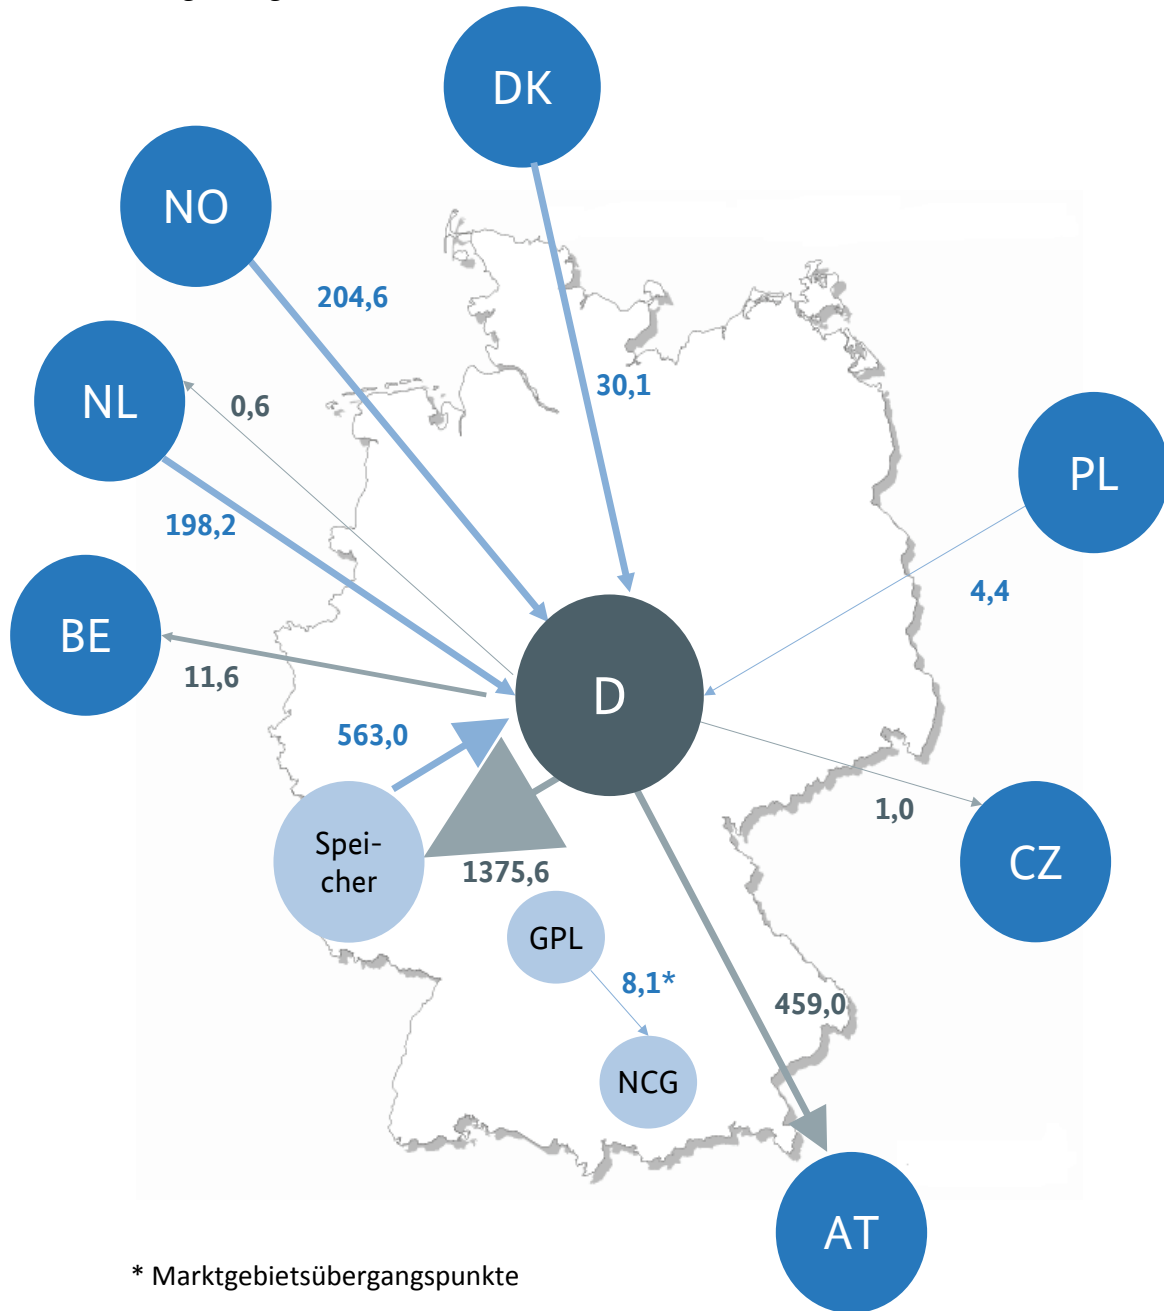 DK
NO
204,6
NL
0,6
30,1
PL
198,2
4,4
BE
11,6
D
563,0
1,0
Spei-
cher
1375,6
CZ
GPL
8,1*
459,0
NCG
AT
* Marktgebietsübergangspunkte